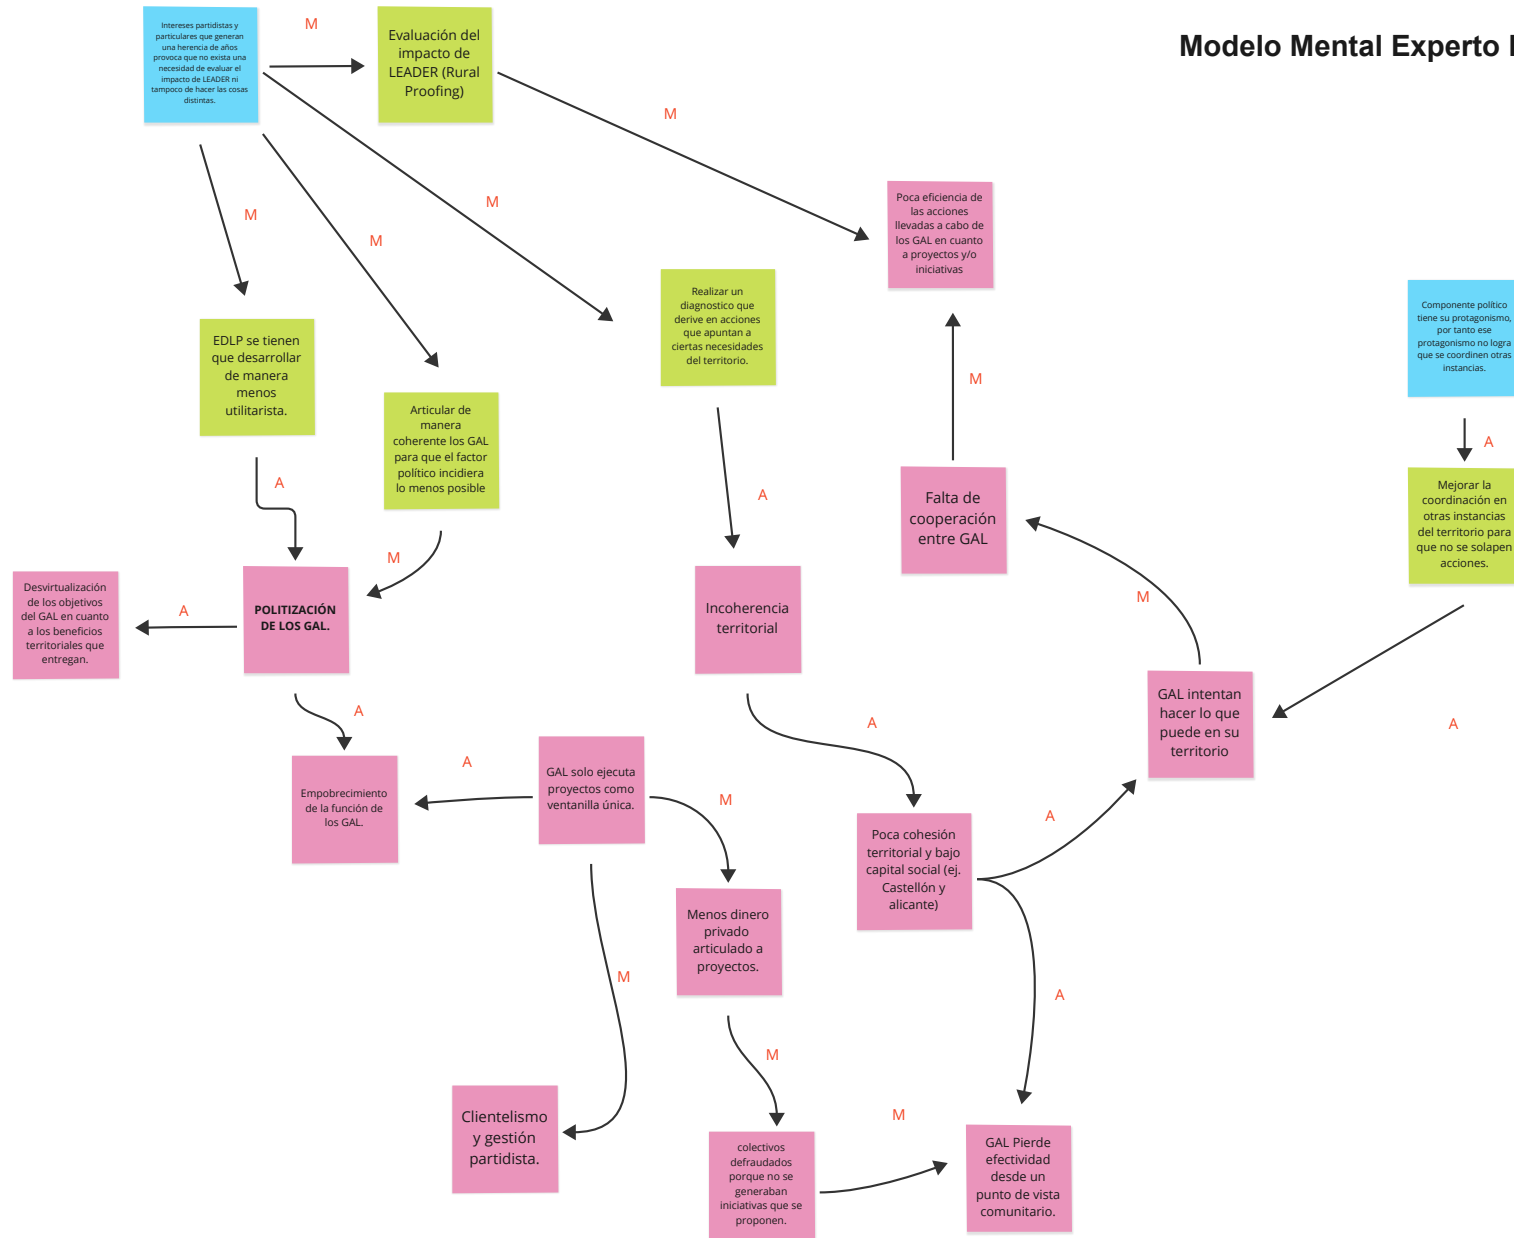 Modelo Mental Experto
Intereses partidistas y
particulares que generan
una herencia de años
provoca que no exista una
necesidad de evaluar el
impacto de LEADER ni
tampoco de hacer las cosas
distintas.
M
Evaluación del
impacto de
LEADER (Rural
Proofing)
M
M
M
M
Poca eficiencia de
las acciones
llevadas a cabo de
los GAL en cuanto
a proyectos y/o
iniciativas
Realizar un
diagnostico que
derive en acciones
que apuntan a
ciertas necesidades
del territorio.
Componente político
tiene su protagonismo,
por tanto ese
protagonismo no logra
que se coordinen otras
instancias.
EDLP se tienen
que desarrollar
de manera
menos
utilitarista.
Articular de
manera
coherente los GAL
para que el factor
político incidiera
lo menos posible
M
A
Mejorar la
coordinación en
otras instancias
del territorio para
que no se solapen
acciones.
A
A
Falta de
cooperación
entre GAL
M
Desvirtualización
de los objetivos
del GAL en cuanto
a los beneficios
territoriales que
entregan.
A
POLITIZACIÓN
DE LOS GAL.
Incoherencia
territorial
M
GAL intentan
hacer lo que
puede en su
territorio
A
A
A
A
Empobrecimiento
de la función de
los GAL.
GAL solo ejecuta
proyectos como
ventanilla única.
M
Poca cohesión
territorial y bajo
capital social (ej.
Castellón y
alicante)
A
Menos dinero
privado
articulado a
proyectos.
M
A
M
Clientelismo
y gestión
partidista.
M
colectivos
defraudados
porque no se
generaban
iniciativas que se
proponen.
GAL Pierde
efectividad
desde un
punto de vista
comunitario.